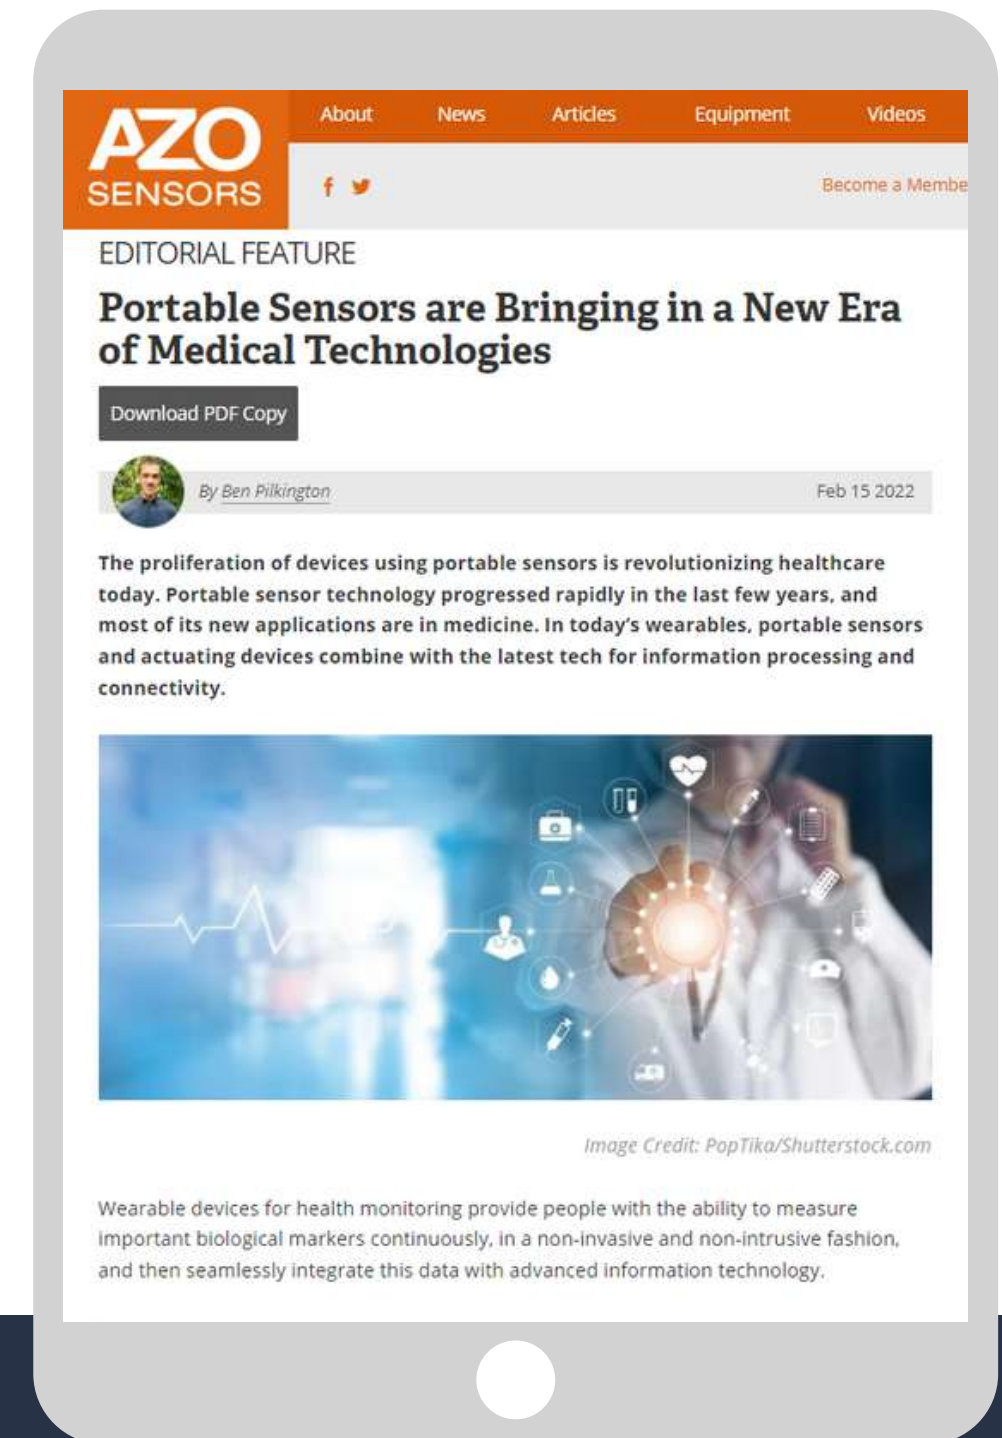 AZO
SENSORS
About News Articles Equipment Videos
Become a Membe
EDITORIAL FEATURE
Portable Sensors are Bringing in a New Era
of Medical Technologies
Download PDF Copy
By Ben Pilkington
Feb 15 2022
The proliferation of devices using portable sensors is revolutionizing healthcare
today. Portable sensor technology progressed rapidly in the last few years, and
most of its new applications are in medicine. In today's wearables, portable sensors
and actuating devices combine with the latest tech for information processing and
connectivity.
Image Credit: PopTika/Shutterstock.com
Wearable devices for health monitoring provide people with the ability to measure
important biological markers continuously, in a non-invasive and non-intrusive fashion,
and then seamlessly integrate this data with advanced information technology.